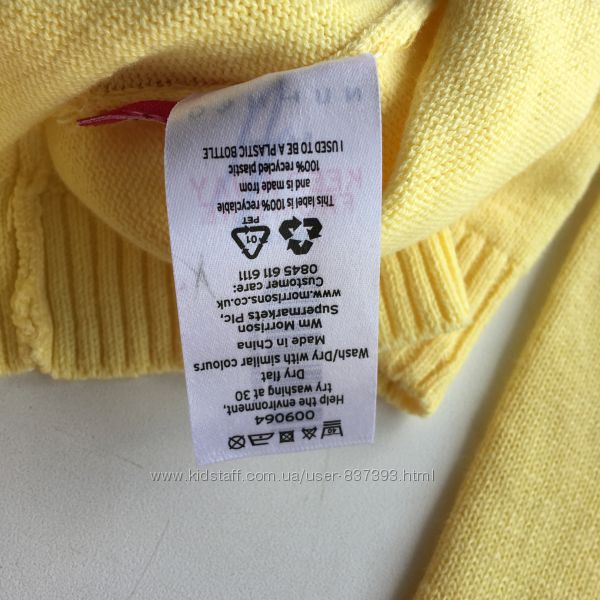 40
009064
Help the environment,
try washing at 30
Dry flat
Wash/Dry with similar colours
Made in China
Wm Morrison
Supermarkets Plc,
www.morrisons.co.uk
Customer care:
0845 611 6111
01
PET
This label is 100% recyclable
and is made from
100% recycled plastic
I USED TO BE A PLASTIC BOTTLE
www.kidstaff.com.ua/user-837393.html